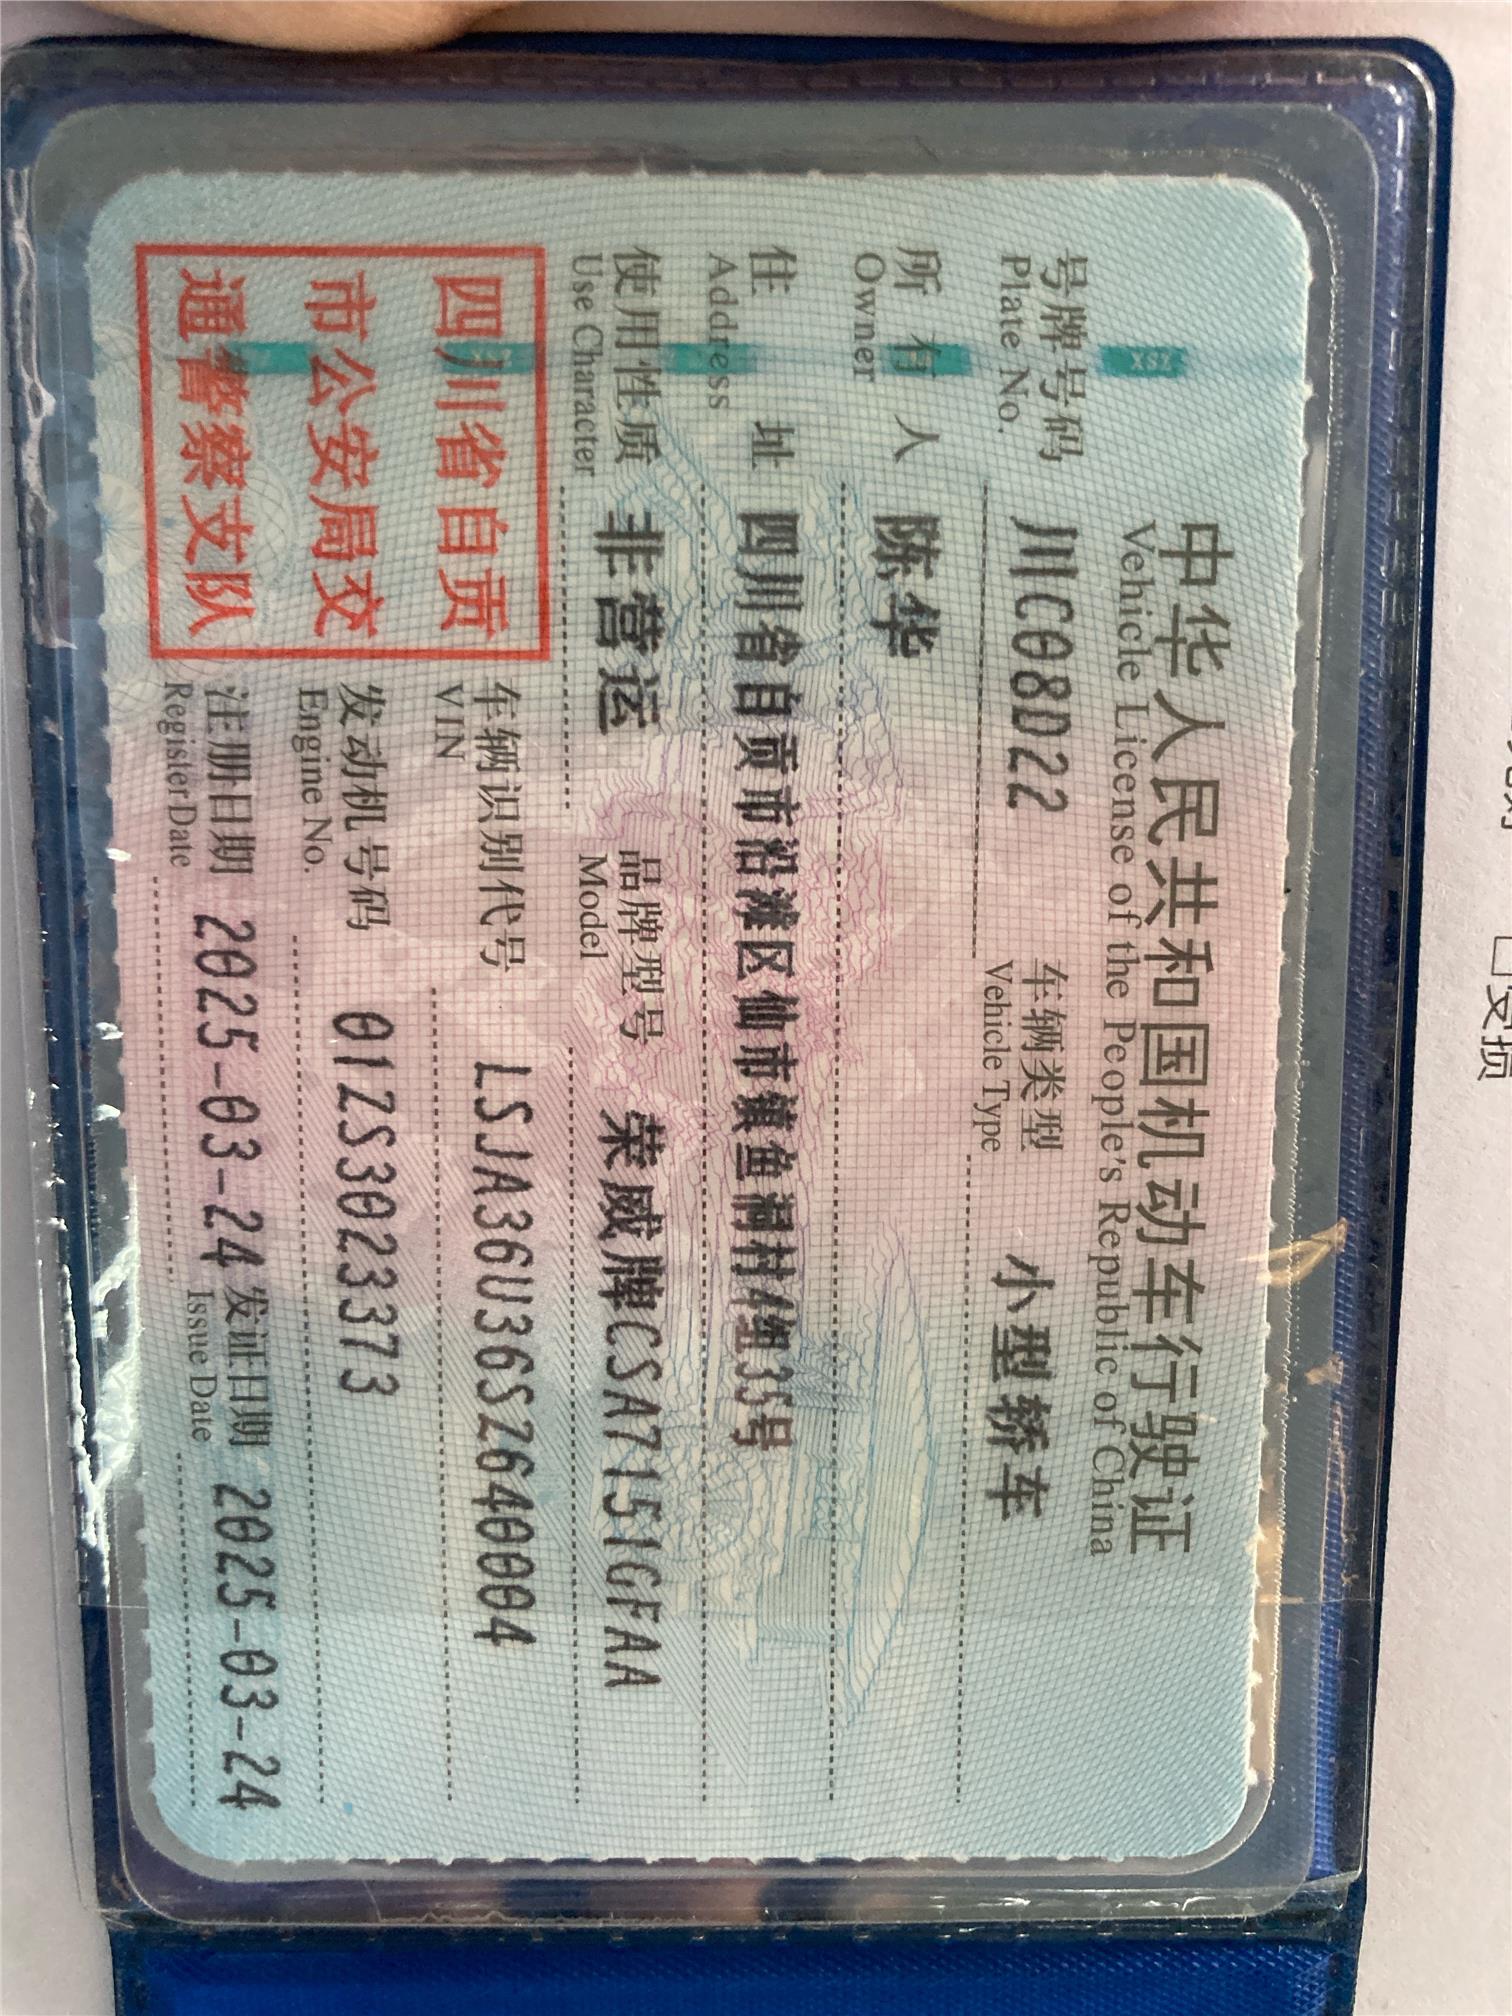 中华人民共和国机动车行驶证
Vehicle License of the People's Republic of China
号牌号码 川C08D22 车辆类型 小型轿车
Plate No. Vehicle Type
所有人 陈华
Owner
住址 四川省自贡市沿滩区仙市镇鱼洞村4组35号
Address
使用性质 非营运 品牌型号 荣威牌CSA7151GFAA
Use Character Model
四川省自贡
市公安局交
通警察支队
车辆识别代号 LSJA36U36SZ640004
VIN
发动机号码 01ZS3023373
Engine No.
注册日期 2025-03-24 发证日期 2025-03-24
Register Date Issue Date